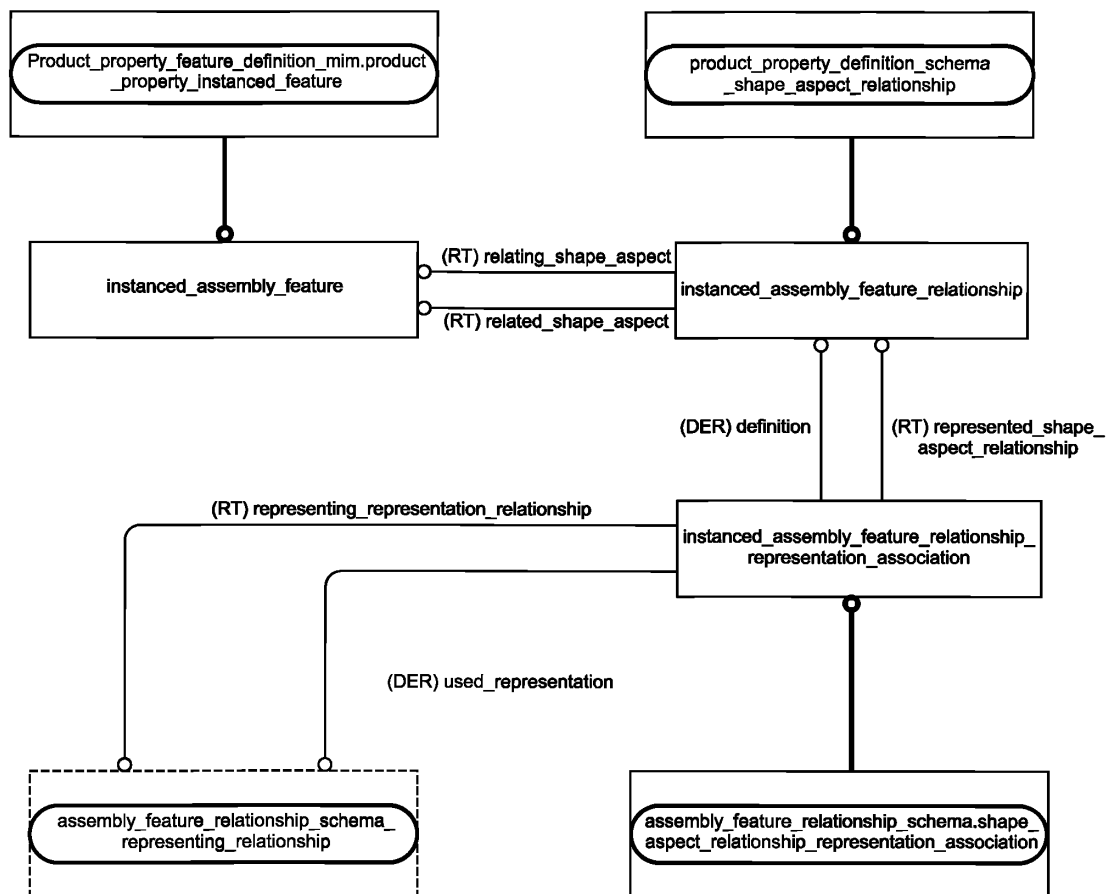 Product_property_feature_definition_mim.product
_property_instanced_feature
product_property_definition_schema
_shape_aspect_relationship
instanced_assembly_feature
(RT) relating_shape_aspect
(RT) related_shape_aspect
instanced_assembly_feature_relationship
(DER) definition
(RT) represented_shape_
aspect_relationship
(RT) representing_representation_relationship
instanced_assembly_feature_relationship_
representation_association
(DER) used_representation
assembly_feature_relationship_schema_
representing_relationship
assembly_feature_relationship_schema.shape_
aspect_relationship_representation_association